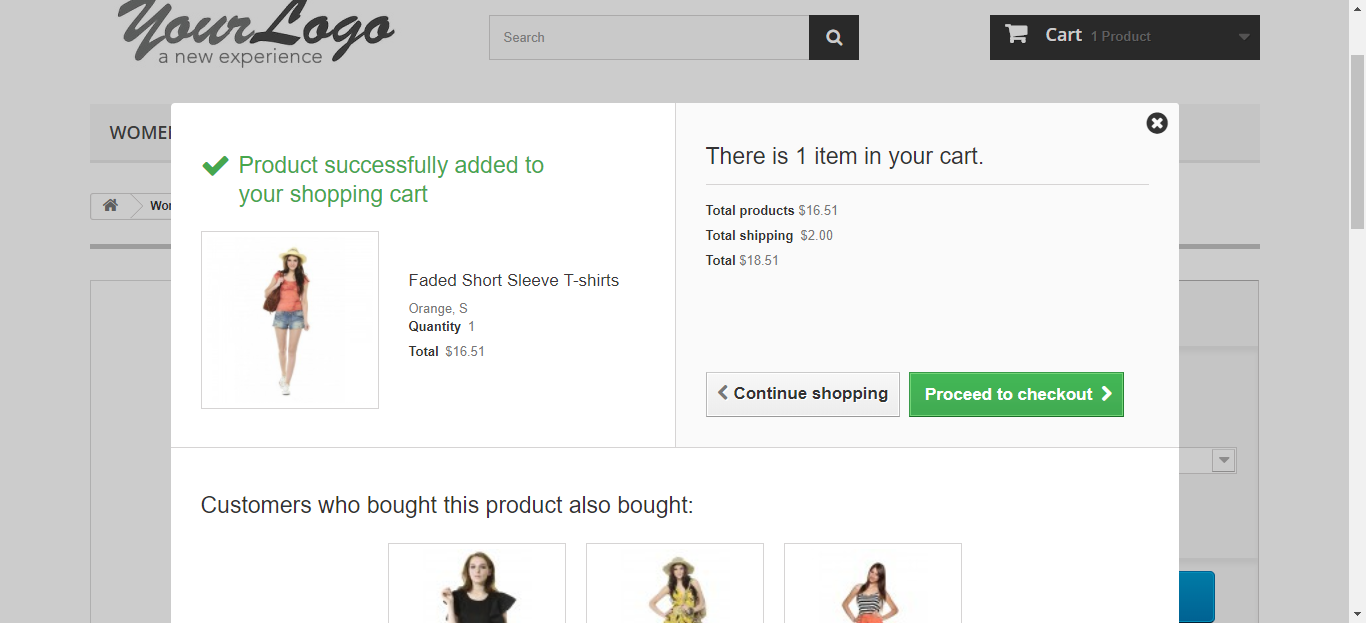 YourLogo
a new experience
Search
Cart 1 Product
WOME
Product successfully added to
your shopping cart
There is 1 item in your cart.
Total products $16.51
Total shipping $2.00
Total $18.51
Wo
Faded Short Sleeve T-shirts
Orange, S
Quantity 1
Total $16.51
Continue shopping
Proceed to checkout
Customers who bought this product also bought: